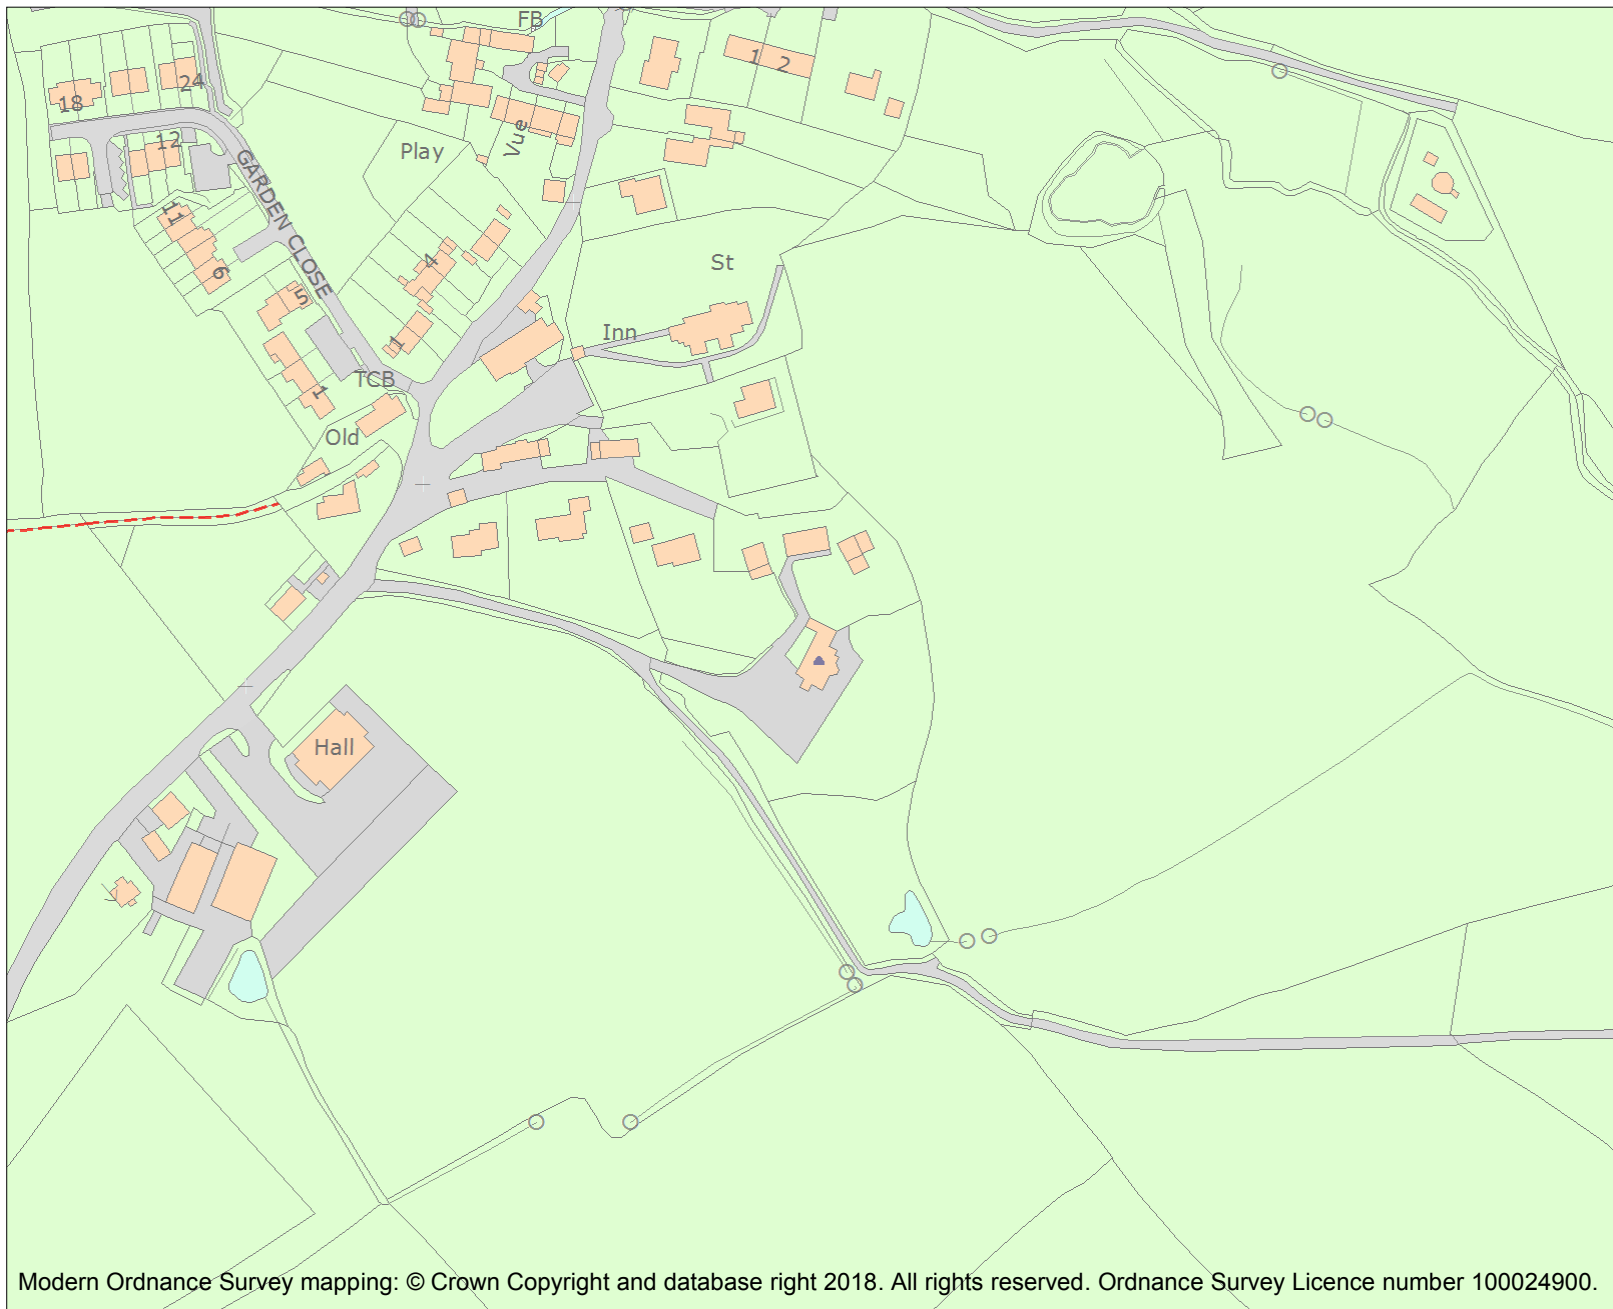 FB
1 2
24
18
12
Play
Vue
GARDEN CLOSE
11
6
5
4
St
Inn
1
TCB
1
Old
Hall
Modern Ordnance Survey mapping: © Crown Copyright and database right 2018. All rights reserved. Ordnance Survey Licence number 100024900.